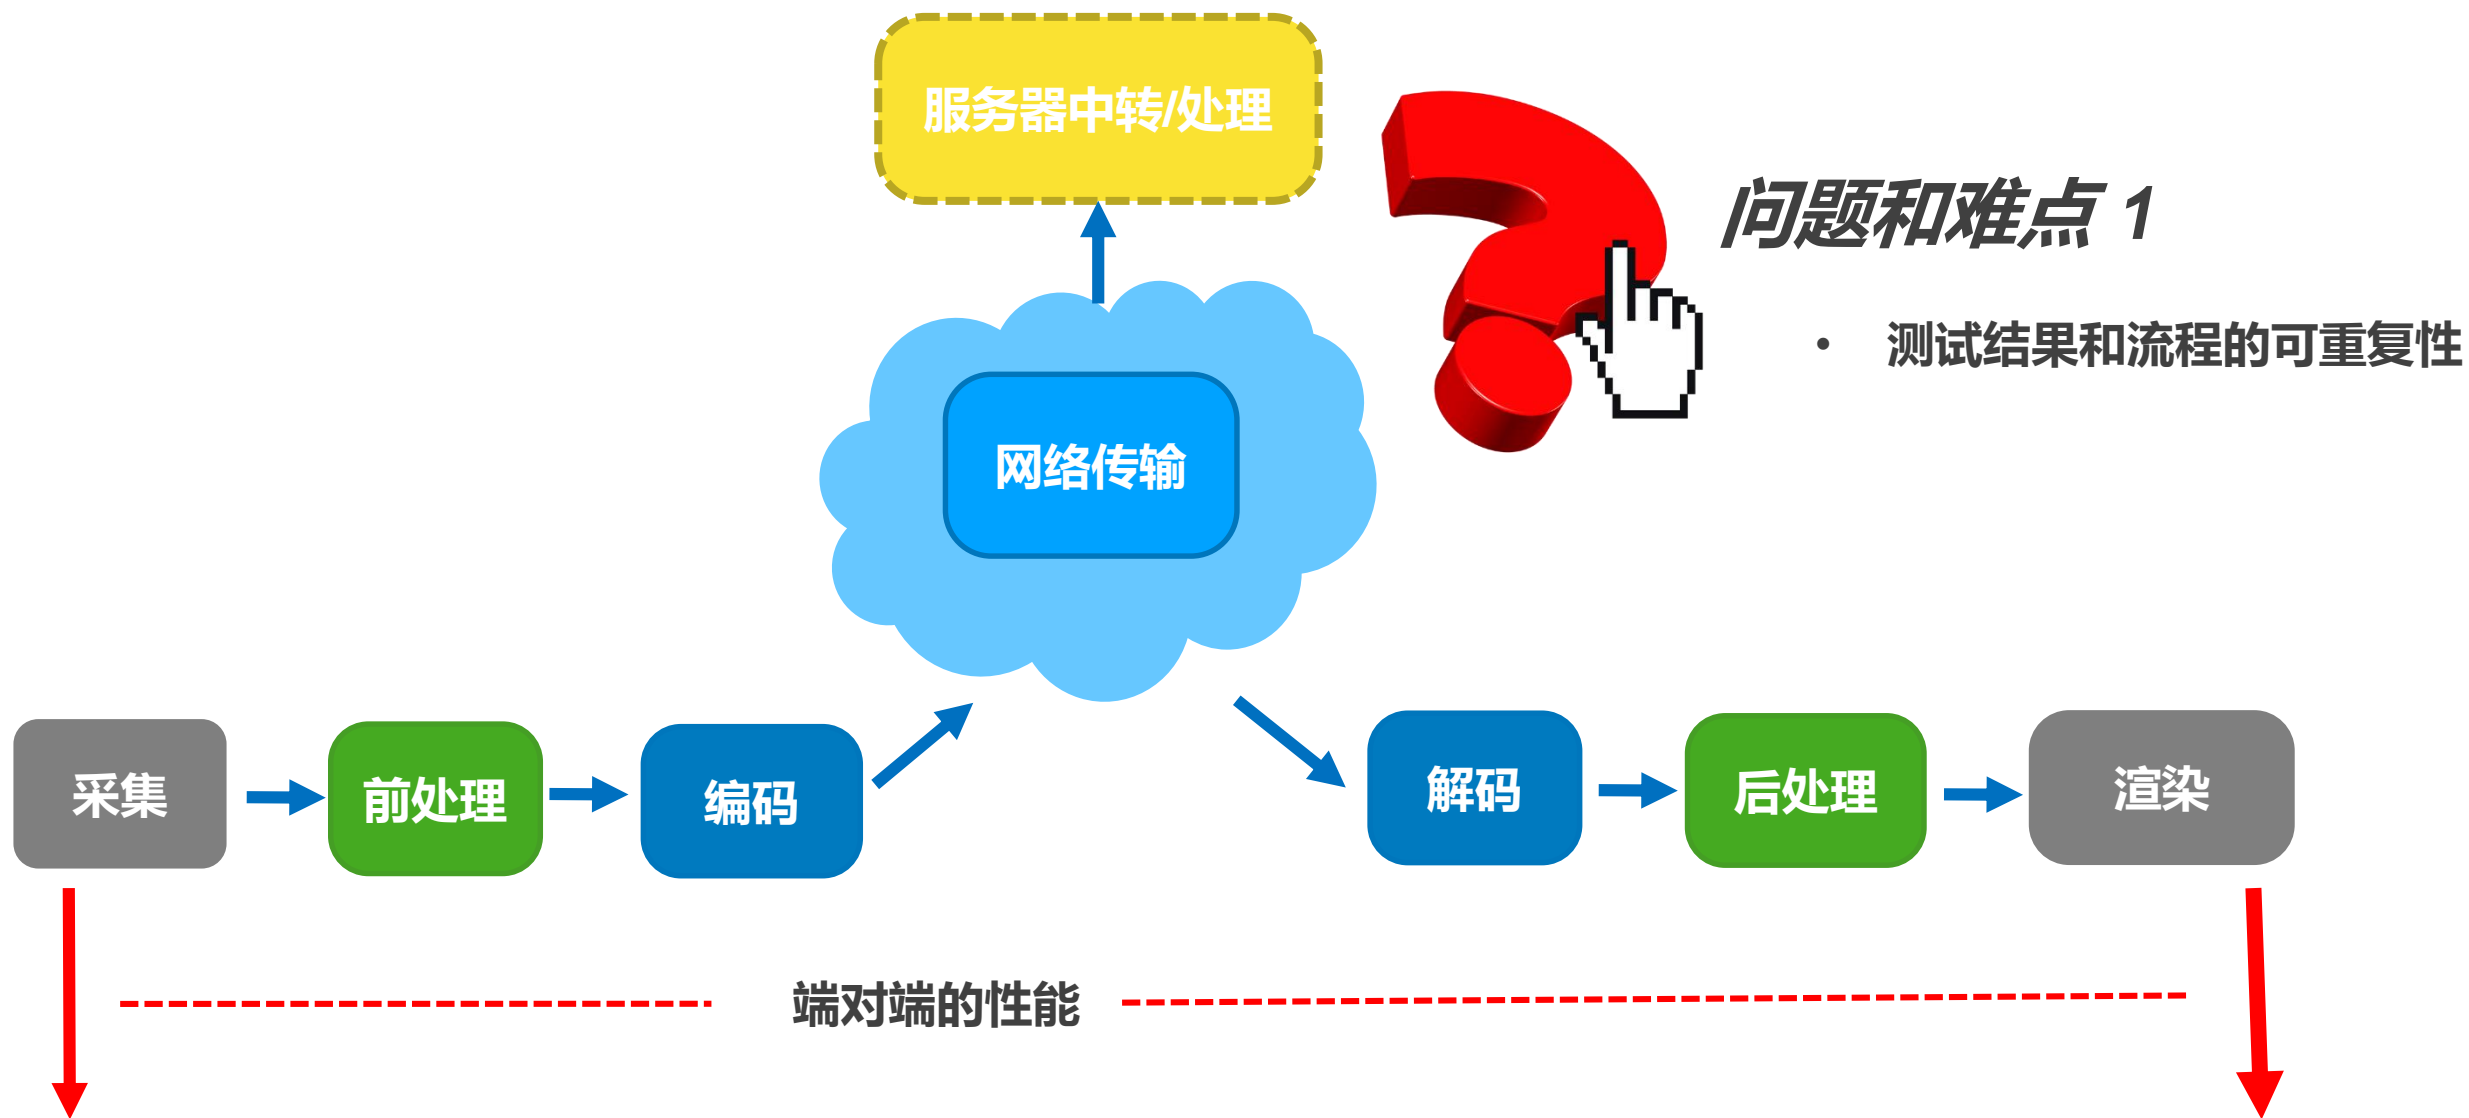 服务器中转/处理
问题和难点 1
• 测试结果和流程的可重复性
网络传输
采集
前处理
编码
解码
后处理
渲染
端对端的性能